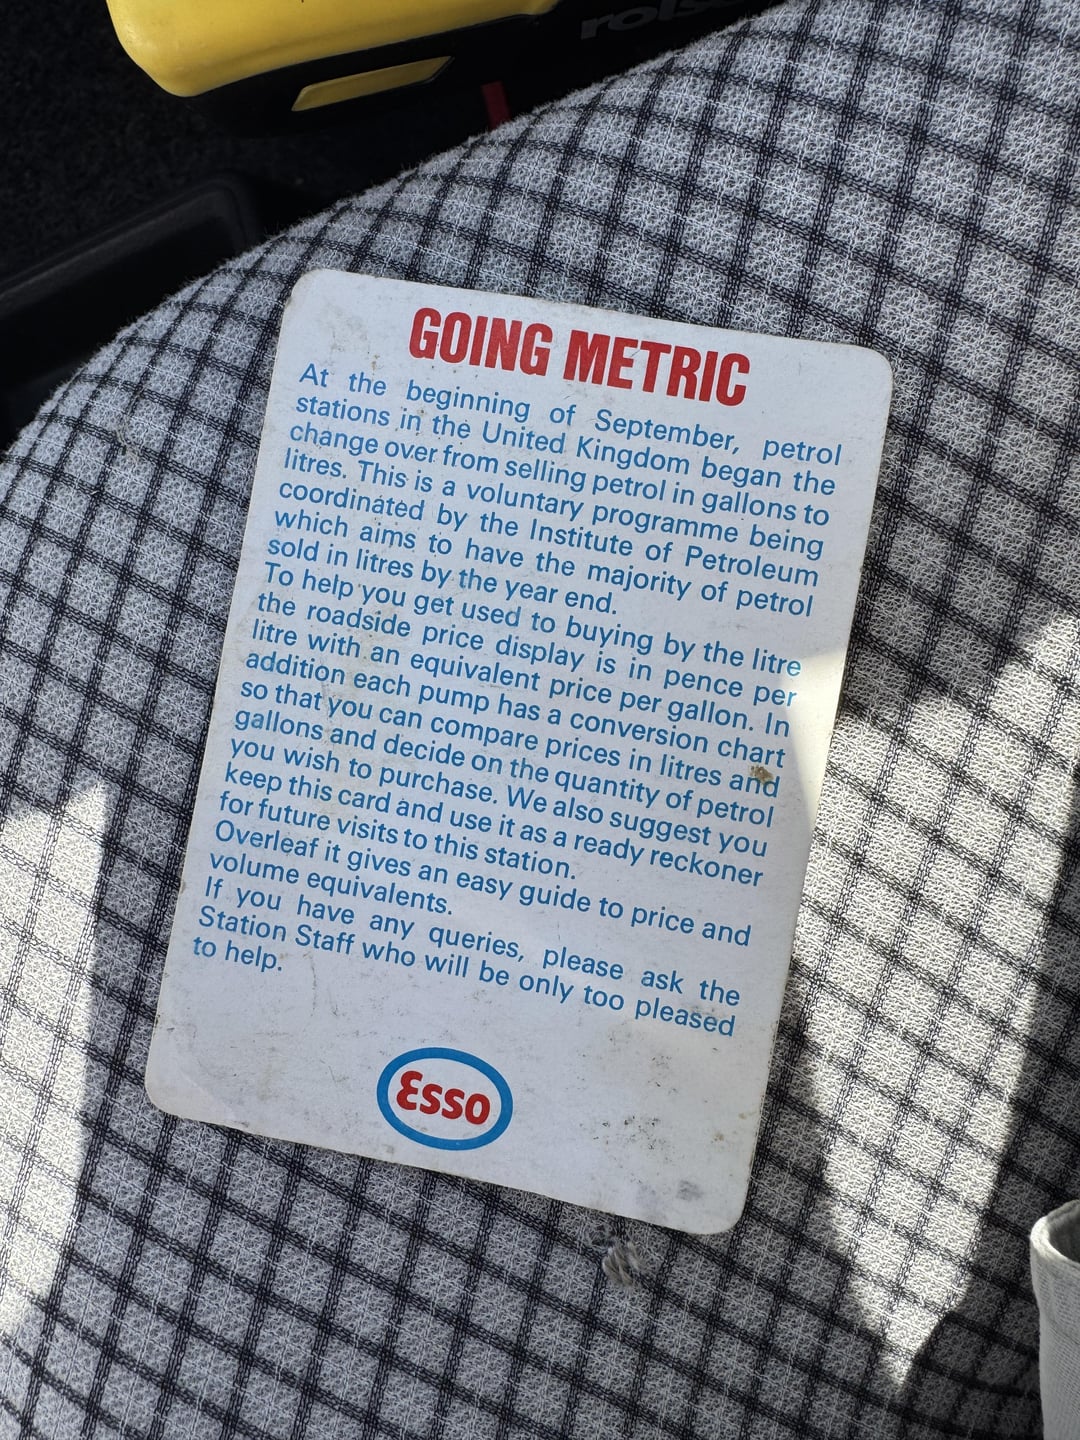 rolso
GOING METRIC
At the beginning of September, petrol
stations in the United Kingdom began the
change over from selling petrol in gallons to
litres. This is a voluntary programme being
coordinated by the Institute of Petroleum
which aims to have the majority of petrol
sold in litres by the year end.
To help you get used to buying by the litre
the roadside price display is in pence per
litre with an equivalent price per gallon. In
addition each pump has a conversion chart
so that you can compare prices in litres and
gallons and decide on the quantity of petrol
you wish to purchase. We also suggest you
keep this card and use it as a ready reckoner
for future visits to this station.
Overleaf it gives an easy guide to price and
volume equivalents.
If you have any queries, please ask the
Station Staff who will be only too pleased
to help.
Esso